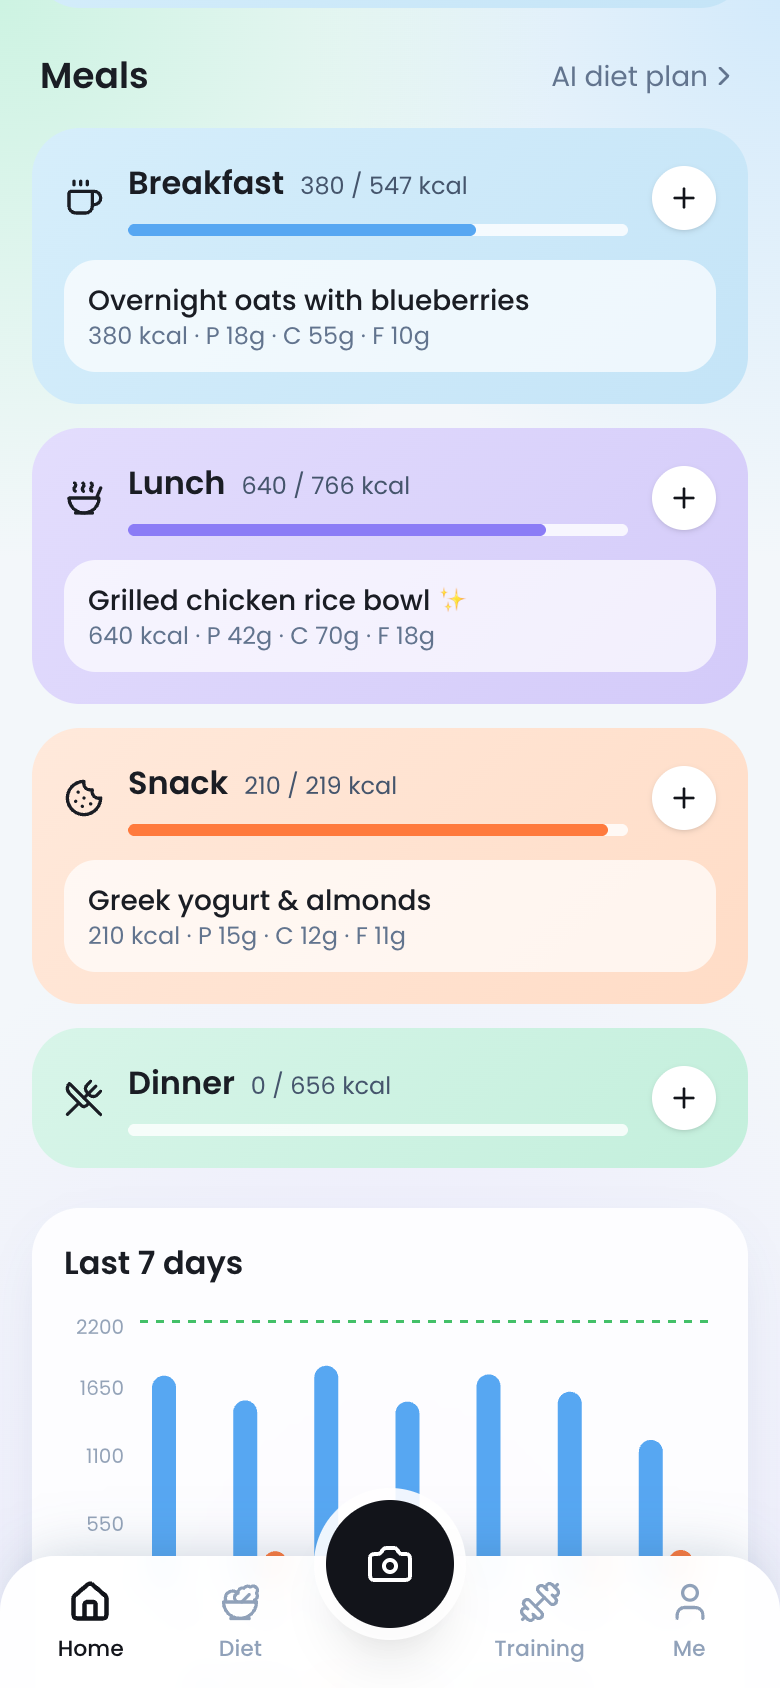 Meals
AI diet plan
Breakfast 380 / 547 kcal
Overnight oats with blueberries
380 kcal · P 18g · C 55g · F 10g
Lunch 640 / 766 kcal
Grilled chicken rice bowl ✨
640 kcal · P 42g · C 70g · F 18g
Snack 210 / 219 kcal
Greek yogurt & almonds
210 kcal · P 15g · C 12g · F 11g
Dinner 0 / 656 kcal
Last 7 days
2200
1650
1100
550
Home
Diet
Training
Me